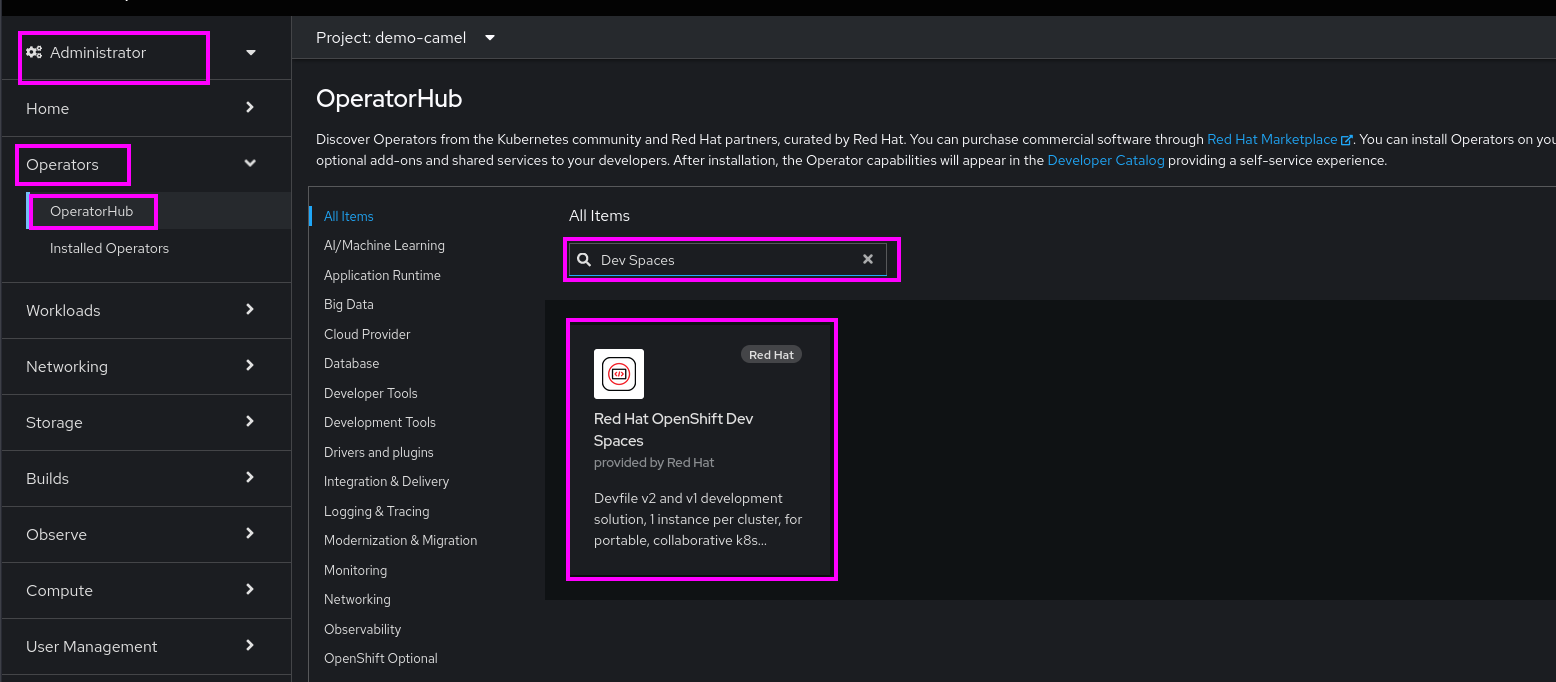 Administrator
Home
Operators
OperatorHub
Installed Operators
Workloads
Networking
Storage
Builds
Observe
Compute
User Management
Project: demo-camel
OperatorHub
Discover Operators from the Kubernetes community and Red Hat partners, curated by Red Hat. You can purchase commercial software through Red Hat Marketplace. You can install Operators on
optional add-ons and shared services to your developers. After installation, the Operator capabilities will appear in the Developer Catalog providing a self-service experience.
All Items
AI/Machine Learning
Application Runtime
Big Data
Cloud Provider
Database
Developer Tools
Development Tools
Drivers and plugins
Integration & Delivery
Logging & Tracing
Modernization & Migration
Monitoring
Networking
Observability
OpenShift Optional
All Items
Dev Spaces
Red Hat
Red Hat OpenShift Dev
Spaces
provided by Red Hat
Devfile v2 and v1 development
solution, 1 instance per cluster, for
portable, collaborative k8s...